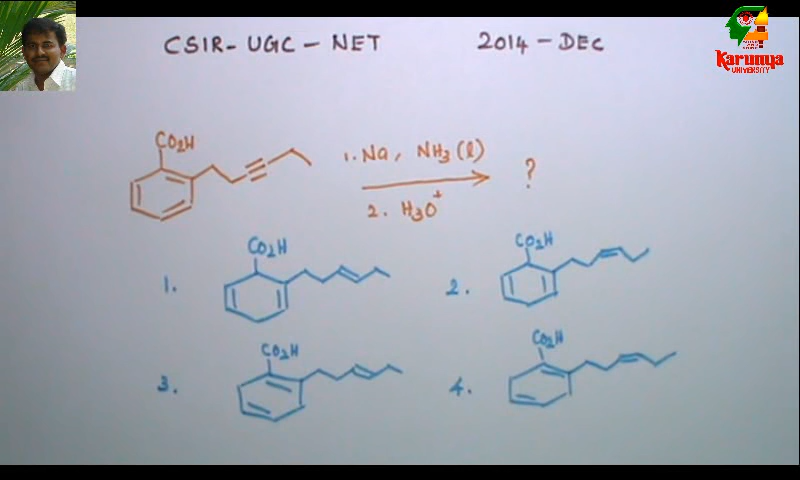 CSIR-UGC-NET 2014-DEC
Karunya
UNIVERSITY
CO2H
1. Na, NH3(l)
2. H3O+
?
1. CO2H
2. CO2H
3. CO2H
4. CO2H